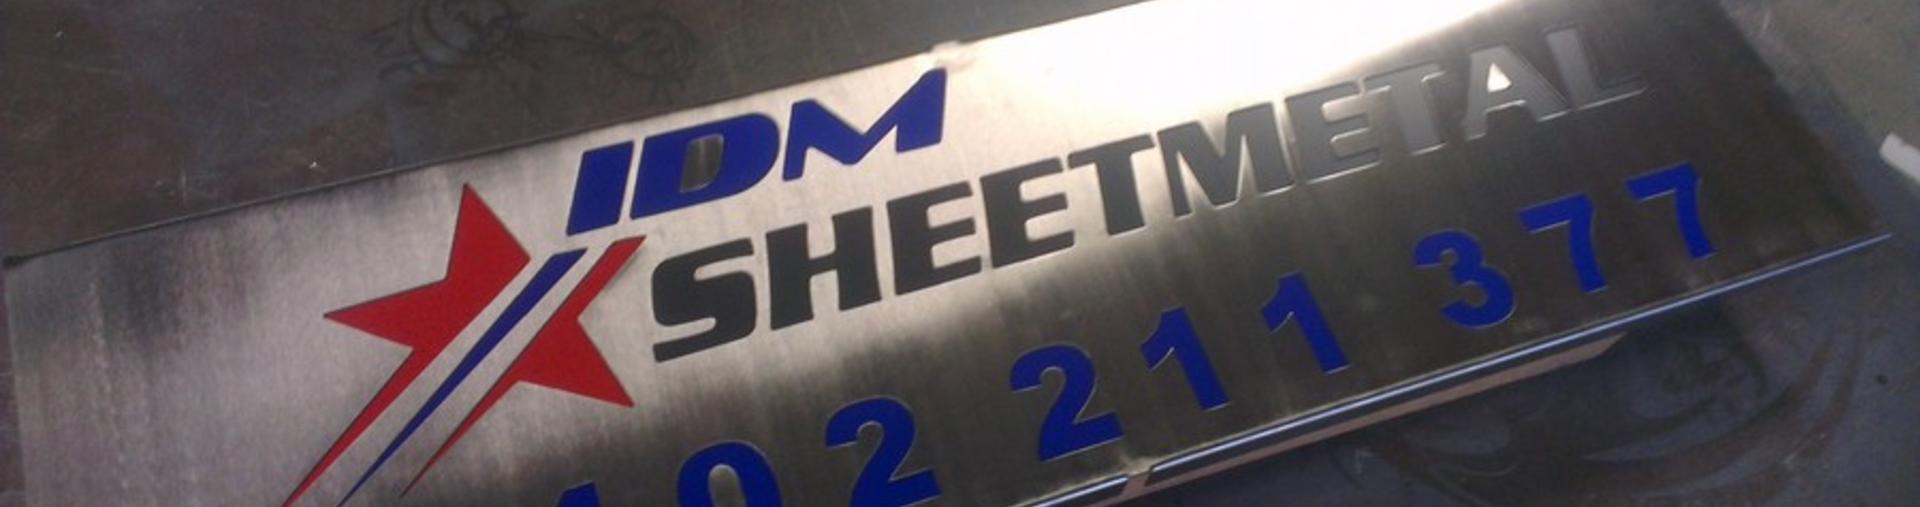 IDM
SHEETMETAL
02 211 377